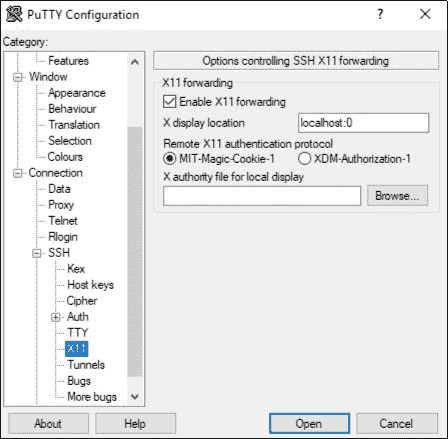 PuTTY Configuration
?
Category:
Features
Window
Appearance
Behaviour
Translation
Selection
Colours
Connection
Data
Proxy
Telnet
Rlogin
SSH
Kex
Host keys
Cipher
Auth
TTY
X11
Tunnels
Bugs
More bugs
Options controlling SSH X11 forwarding
X11 forwarding
Enable X11 forwarding
X display location localhost:0
Remote X11 authentication protocol
MIT-Magic-Cookie-1 XDM-Authorization-1
X authority file for local display
Browse...
About Help Open Cancel